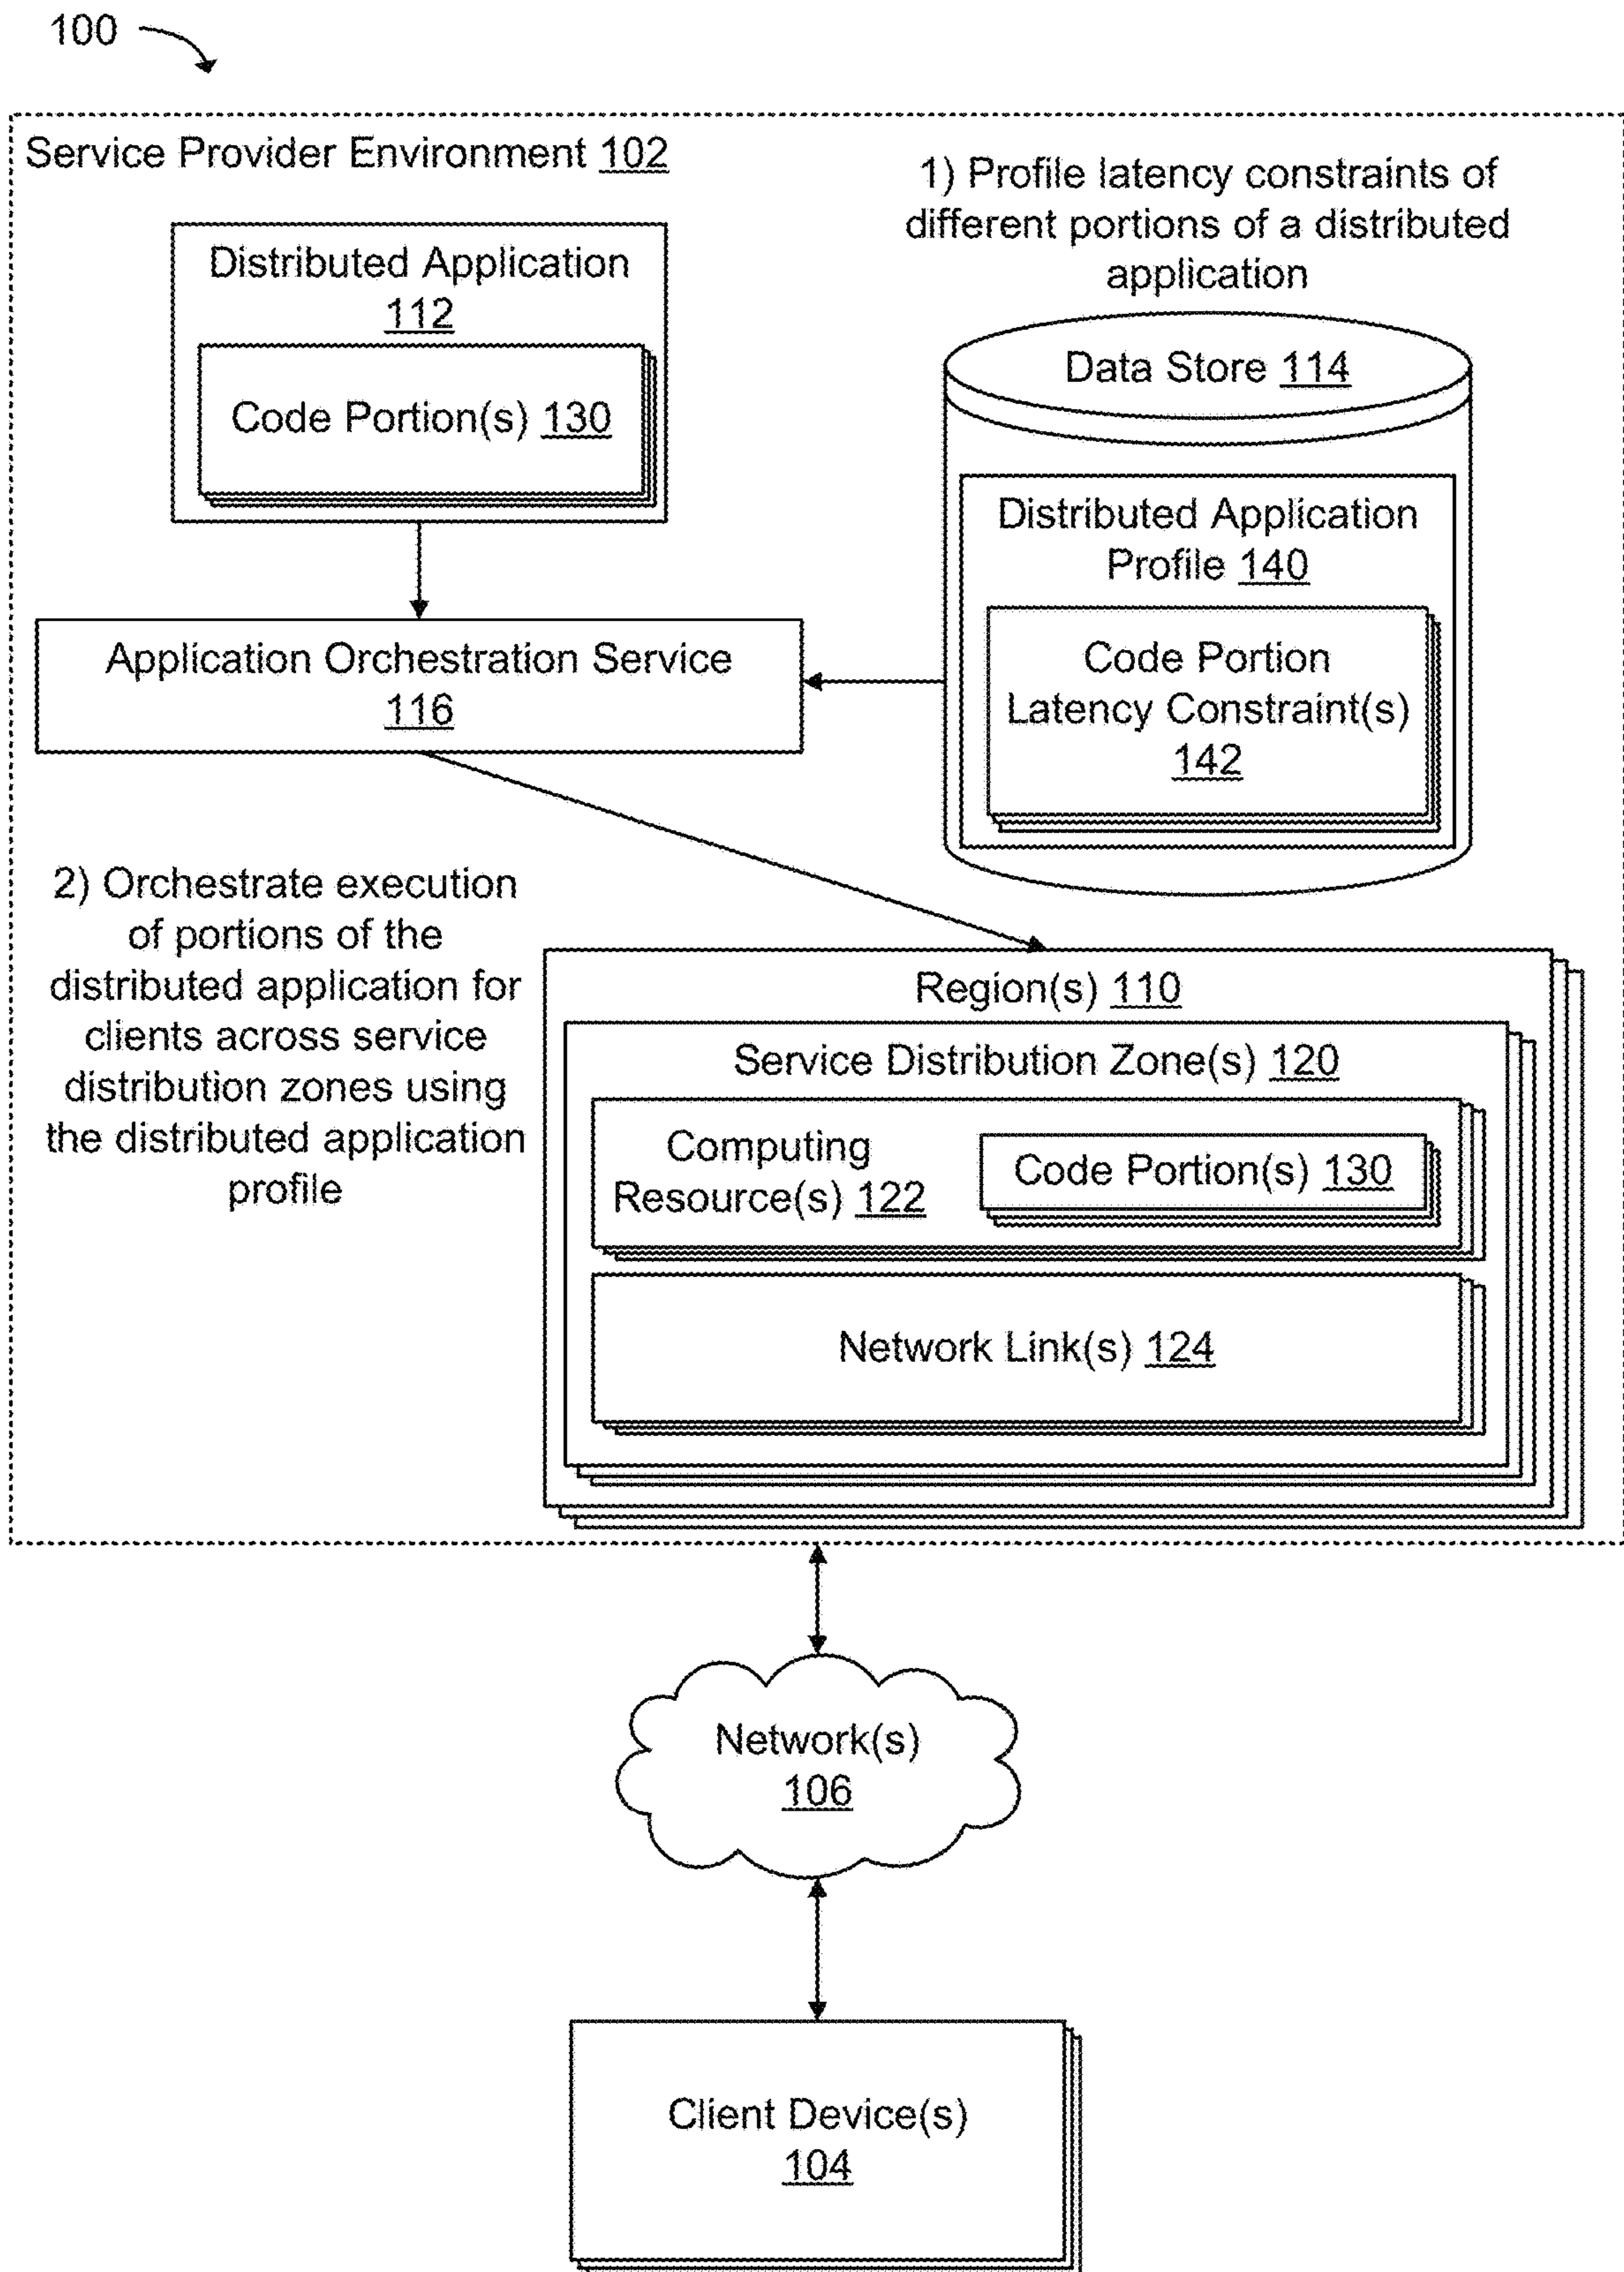 100
Service Provider Environment 102
1) Profile latency constraints of
different portions of a distributed
application
Distributed Application
112
Code Portion(s) 130
Data Store 114
Distributed Application
Profile 140
Code Portion
Latency Constraint(s)
142
Application Orchestration Service
116
2) Orchestrate execution
of portions of the
distributed application for
clients across service
distribution zones using
the distributed application
profile
Region(s) 110
Service Distribution Zone(s) 120
Computing
Resource(s) 122
Code Portion(s) 130
Network Link(s) 124
Network(s)
106
Client Device(s)
104